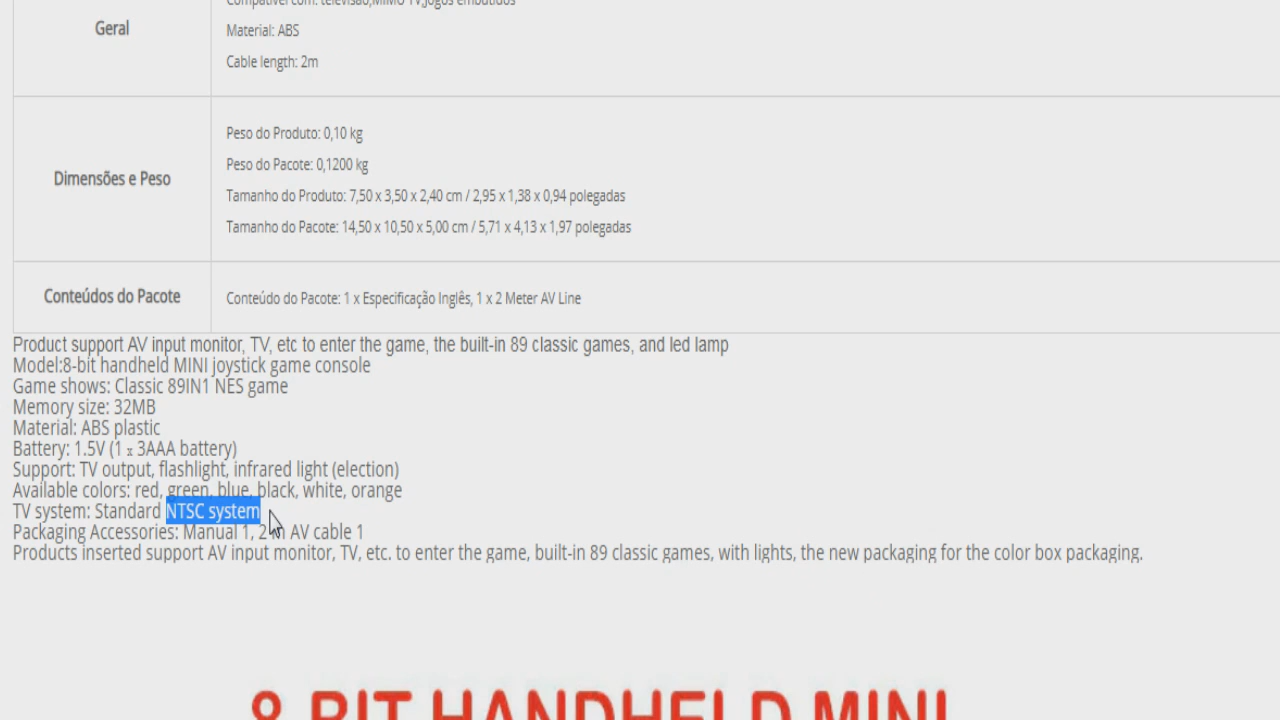 Compatível com: televisão,MIMO TV,Jogos embutidos
Geral
Material: ABS
Cable length: 2m
Peso do Produto: 0,10 kg
Peso do Pacote: 0,1200 kg
Dimensões e Peso
Tamanho do Produto: 7,50 x 3,50 x 2,40 cm / 2,95 x 1,38 x 0,94 polegadas
Tamanho do Pacote: 14,50 x 10,50 x 5,00 cm / 5,71 x 4,13 x 1,97 polegadas
Conteúdos do Pacote
Conteúdo do Pacote: 1 x Especificação Inglês, 1 x 2 Meter AV Line
Product support AV input monitor, TV, etc to enter the game, the built-in 89 classic games, and led lamp
Model:8-bit handheld MINI joystick game console
Game shows: Classic 89IN1 NES game
Memory size: 32MB
Material: ABS plastic
Battery: 1.5V (1 x 3AAA battery)
Support: TV output, flashlight, infrared light (election)
Available colors: red, green, blue, black, white, orange
TV system: Standard NTSC system
Packaging Accessories: Manual 1, 2m AV cable 1
Products inserted support AV input monitor, TV, etc. to enter the game, built-in 89 classic games, with lights, the new packaging for the color box packaging.
8 BIT HANDHELD MINI